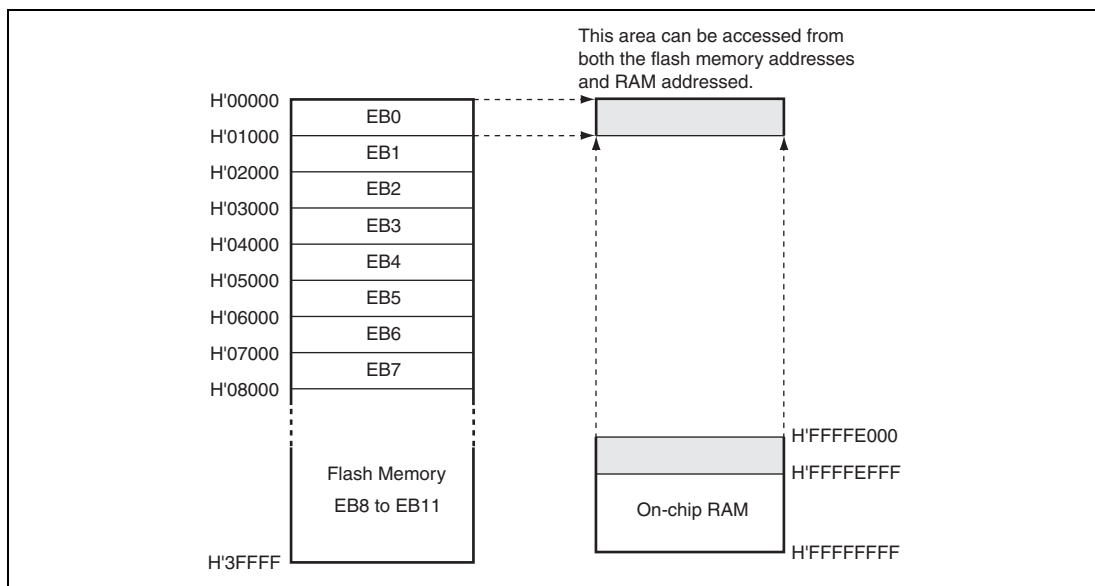 This area can be accessed from
both the flash memory addresses
and RAM addressed.
H'00000
EB0
H'01000
EB1
H'02000
EB2
H'03000
EB3
H'04000
EB4
H'05000
EB5
H'06000
EB6
H'07000
EB7
H'08000
H'FFFFE000
Flash Memory
H'FFFFEFFF
EB8 to EB11
On-chip RAM
H'FFFFFFFF
H'3FFFF